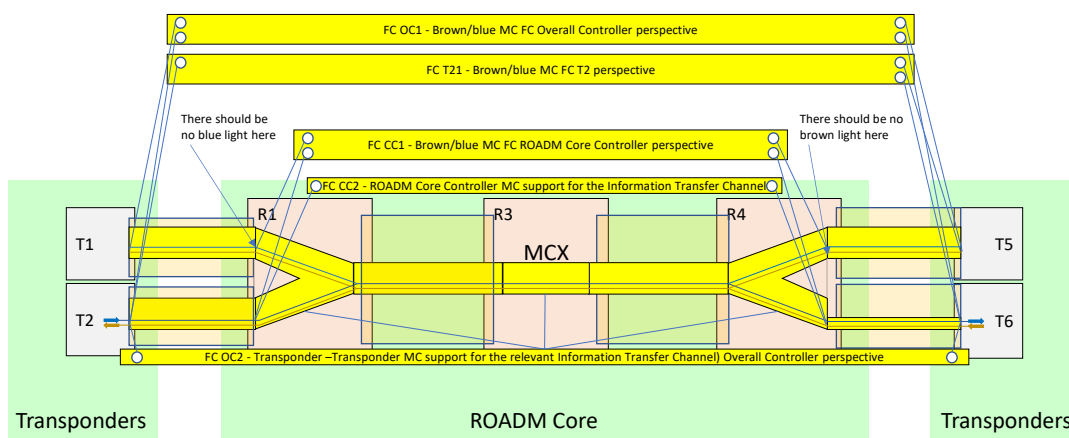 FC OC1 - Brown/blue MC FC Overall Controller perspective
FC T21 - Brown/blue MC FC T2 perspective
There should be
no blue light here
There should be no
brown light here
FC CC1 - Brown/blue MC FC ROADM Core Controller perspective
FC CC2 - ROADM Core Controller MC support for the Information Transfer Channel
R1
R3
R4
T1
MCX
T5
T2
T6
FC OC2 - Transponder –Transponder MC support for the relevant Information Transfer Channel) Overall Controller perspective
Transponders
ROADM Core
Transponders